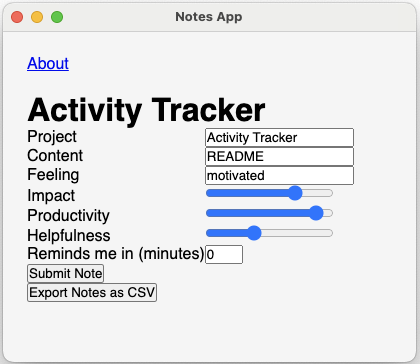 Notes App
About
Activity Tracker
Project Activity Tracker
Content README
Feeling motivated
Impact
Productivity
Helpfulness
Reminds me in (minutes) 0
Submit Note
Export Notes as CSV